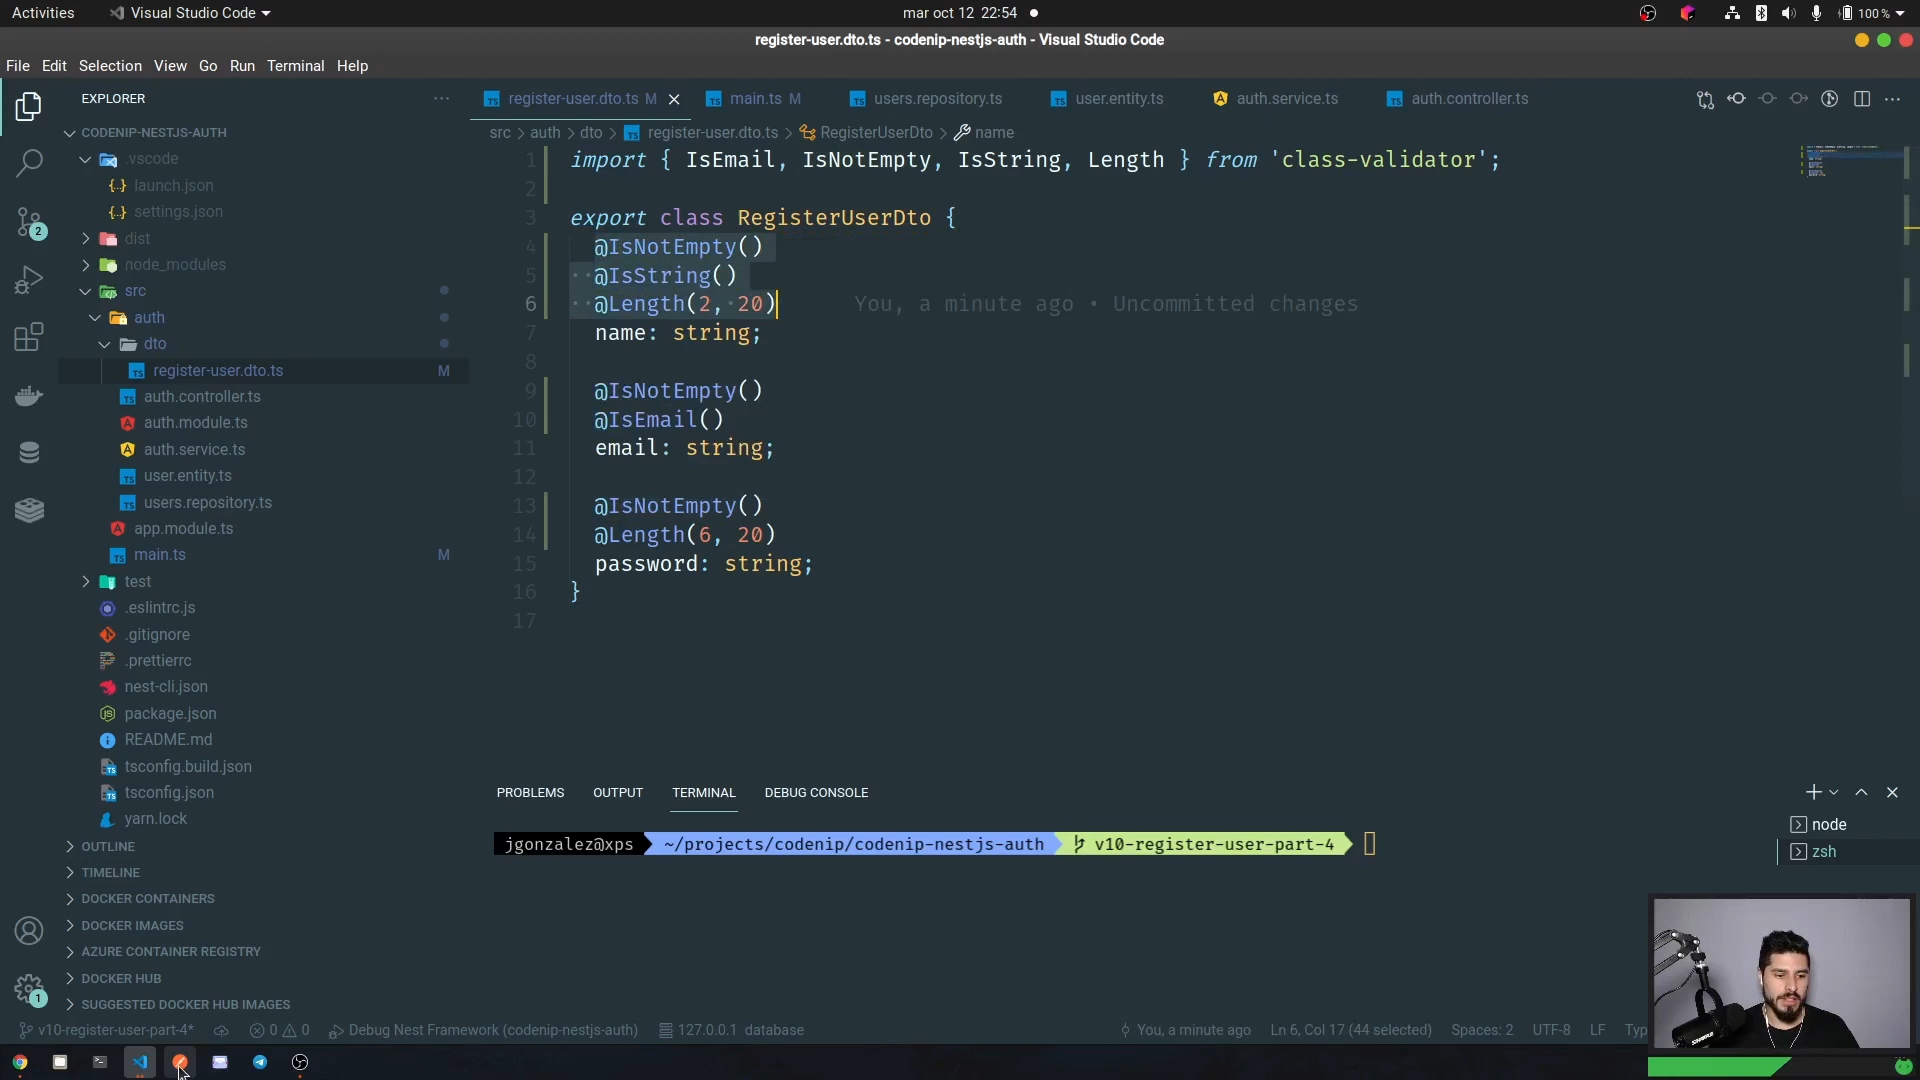 Activities
Visual Studio Code
mar oct 12 22:54
100 %
register-user.dto.ts - codenip-nestjs-auth - Visual Studio Code
File Edit Selection View Go Run Terminal Help
EXPLORER
register-user.dto.ts M
main.ts M
users.repository.ts
user.entity.ts
auth.service.ts
auth.controller.ts
src > auth > dto > register-user.dto.ts > RegisterUserDto > name
CODENIP-NESTJS-AUTH
.vscode
launch.json
settings.json
dist
node_modules
src
auth
dto
register-user.dto.ts M
auth.controller.ts
auth.module.ts
auth.service.ts
user.entity.ts
users.repository.ts
app.module.ts
main.ts M
test
.eslintrc.js
.gitignore
.prettierrc
nest-cli.json
package.json
README.md
tsconfig.build.json
tsconfig.json
yarn.lock
OUTLINE
TIMELINE
DOCKER CONTAINERS
DOCKER IMAGES
AZURE CONTAINER REGISTRY
DOCKER HUB
SUGGESTED DOCKER HUB IMAGES
2
1
1 import { IsEmail, IsNotEmpty, IsString, Length } from 'class-validator';
2
3 export class RegisterUserDto {
4 @IsNotEmpty()
5 @IsString()
6 @Length(2, 20) You, a minute ago • Uncommitted changes
7 name: string;
8
9 @IsNotEmpty()
10 @IsEmail()
11 email: string;
12
13 @IsNotEmpty()
14 @Length(6, 20)
15 password: string;
16 }
17
PROBLEMS OUTPUT TERMINAL DEBUG CONSOLE
jgonzalez@xps ~/projects/codenip/codenip-nestjs-auth v10-register-user-part-4
node
zsh
v10-register-user-part-4* 0 0 Debug Nest Framework (codenip-nestjs-auth) 127.0.0.1 database
You, a minute ago Ln 6, Col 17 (44 selected) Spaces: 2 UTF-8 LF Typ